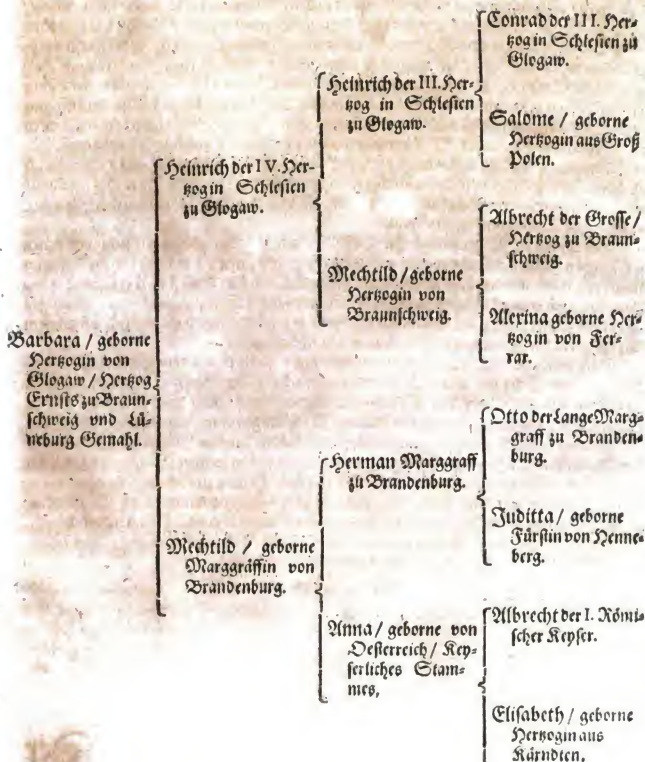 Barbara / geborne
Hertzogin von
Glogaw / Hertzog
Ernsts zu Braun-
schweig vnd Lü-
neburg Gemahl.
Heinrich der IV. Her-
tzog in Schlesien
zu Glogaw.
Mechtild / geborne
Marggräffin von
Brandenburg.
Heinrich der III. Her-
tzog in Schlesien
zu Glogaw.
Mechtild / geborne
Hertzogin von
Braunschweig.
Herman Marggraff
zu Brandenburg.
Anna / geborne von
Oesterreich / Key-
serliches Stam-
mes,
Conrad der III. Her-
tzog in Schlesien zu
Glogaw.
Salome / geborne
Hertzogin aus Groß
Polen.
Albrecht der Grosse /
Hertzog zu Braun-
schweig.
Alexina geborne Her-
tzogin von Fer-
rar.
Otto der Lange Marg-
graff zu Branden-
burg.
Juditta / geborne
Fürstin von Henne-
berg.
Albrecht der I. Römi-
scher Keyser.
Elisabeth / geborne
Hertzogin aus
Kärndten.